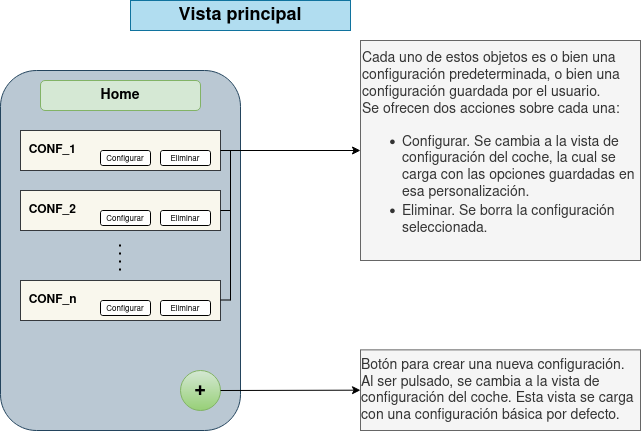 Vista principal
Home
CONF_1
Configurar
Eliminar
CONF_2
Configurar
Eliminar
CONF_n
Configurar
Eliminar
+
Cada uno de estos objetos es o bien una
configuración predeterminada, o bien una
configuración guardada por el usuario.
Se ofrecen dos acciones sobre cada una:
• Configurar. Se cambia a la vista de
configuración del coche, la cual se
carga con las opciones guardadas en
esa personalización.
• Eliminar. Se borra la configuración
seleccionada.
Botón para crear una nueva configuración.
Al ser pulsado, se cambia a la vista de
configuración del coche. Esta vista se carga
con una configuración básica por defecto.